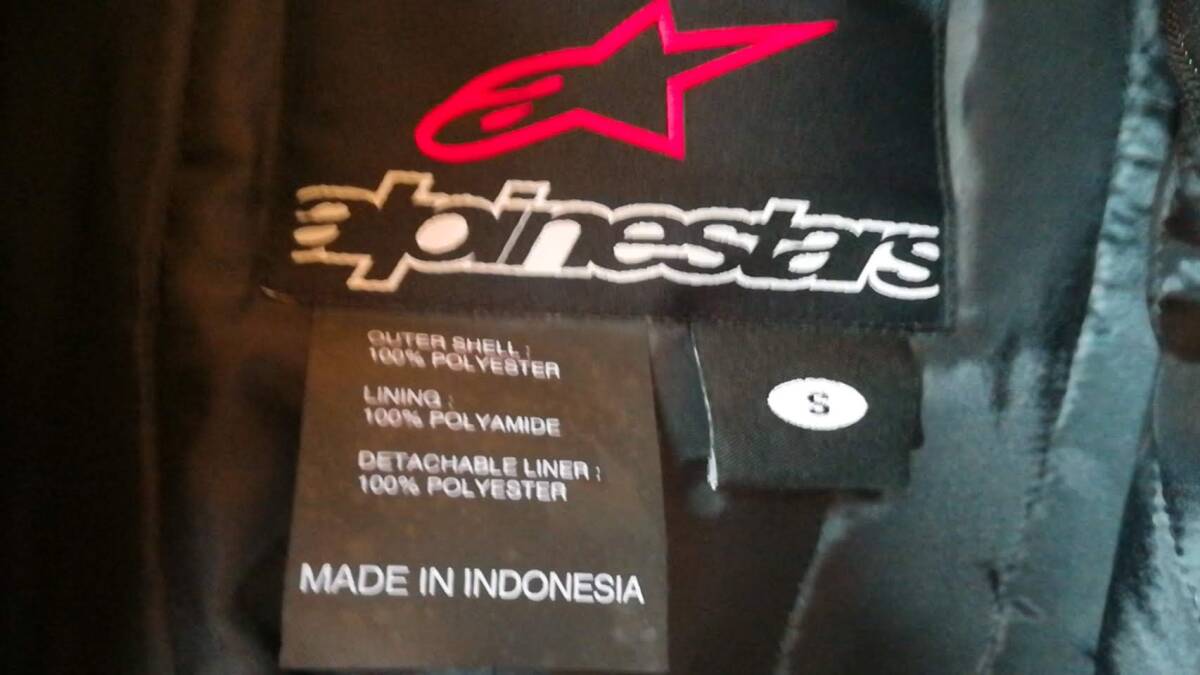 alpinestars
OUTER SHELL :
100% POLYESTER
LINING :
100% POLYAMIDE
DETACHABLE LINER :
100% POLYESTER
MADE IN INDONESIA
S